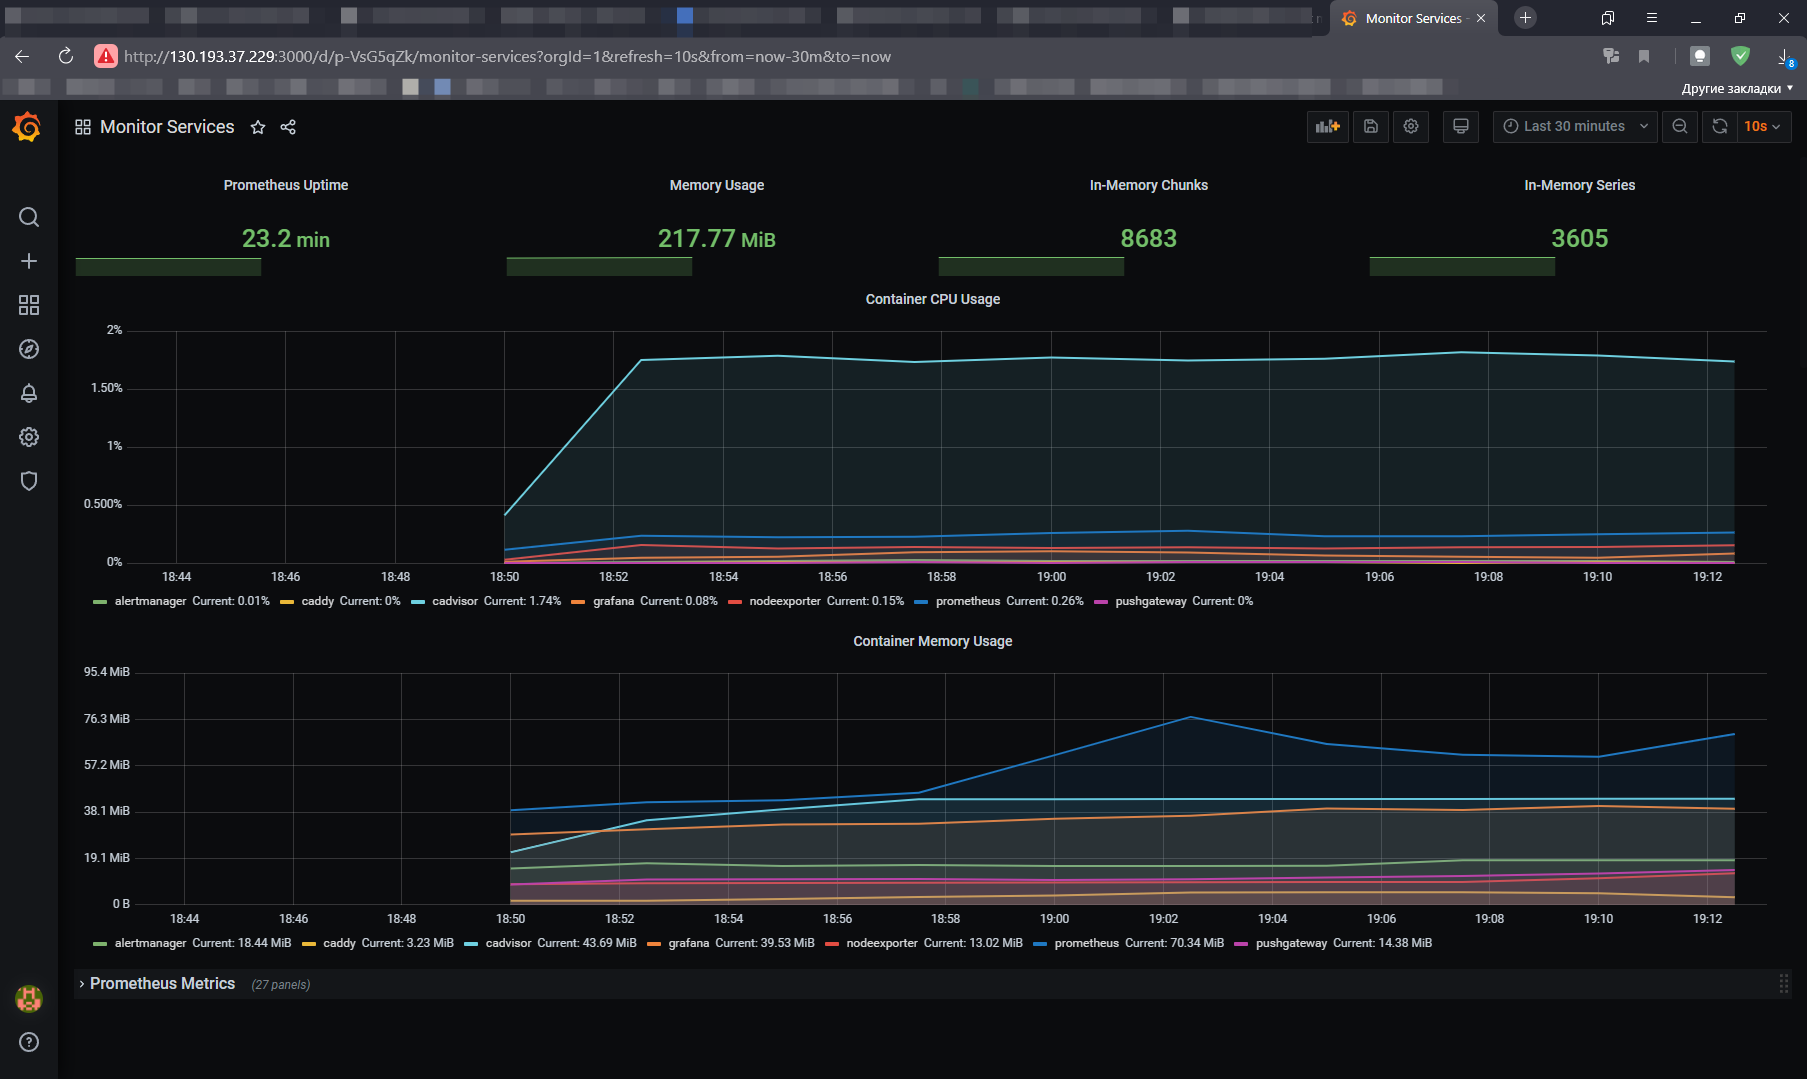 Monitor Services -
http://130.193.37.229:3000/d/p-VsG5qZk/monitor-services?orgId=1&refresh=10s&from=now-30m&to=now
8
Другие закладки
Monitor Services
Last 30 minutes
10s
Prometheus Uptime
23.2 min
Memory Usage
217.77 MiB
In-Memory Chunks
8683
In-Memory Series
3605
Container CPU Usage
2%
1.50%
1%
0.500%
0%
18:44 18:46 18:48 18:50 18:52 18:54 18:56 18:58 19:00 19:02 19:04 19:06 19:08 19:10 19:12
alertmanager Current: 0.01% caddy Current: 0% cadvisor Current: 1.74% grafana Current: 0.08% nodeexporter Current: 0.15% prometheus Current: 0.26% pushgateway Current: 0%
Container Memory Usage
95.4 MiB
76.3 MiB
57.2 MiB
38.1 MiB
19.1 MiB
0 B
18:44 18:46 18:48 18:50 18:52 18:54 18:56 18:58 19:00 19:02 19:04 19:06 19:08 19:10 19:12
alertmanager Current: 18.44 MiB caddy Current: 3.23 MiB cadvisor Current: 43.69 MiB grafana Current: 39.53 MiB nodeexporter Current: 13.02 MiB prometheus Current: 70.34 MiB pushgateway Current: 14.38 MiB
Prometheus Metrics (27 panels)